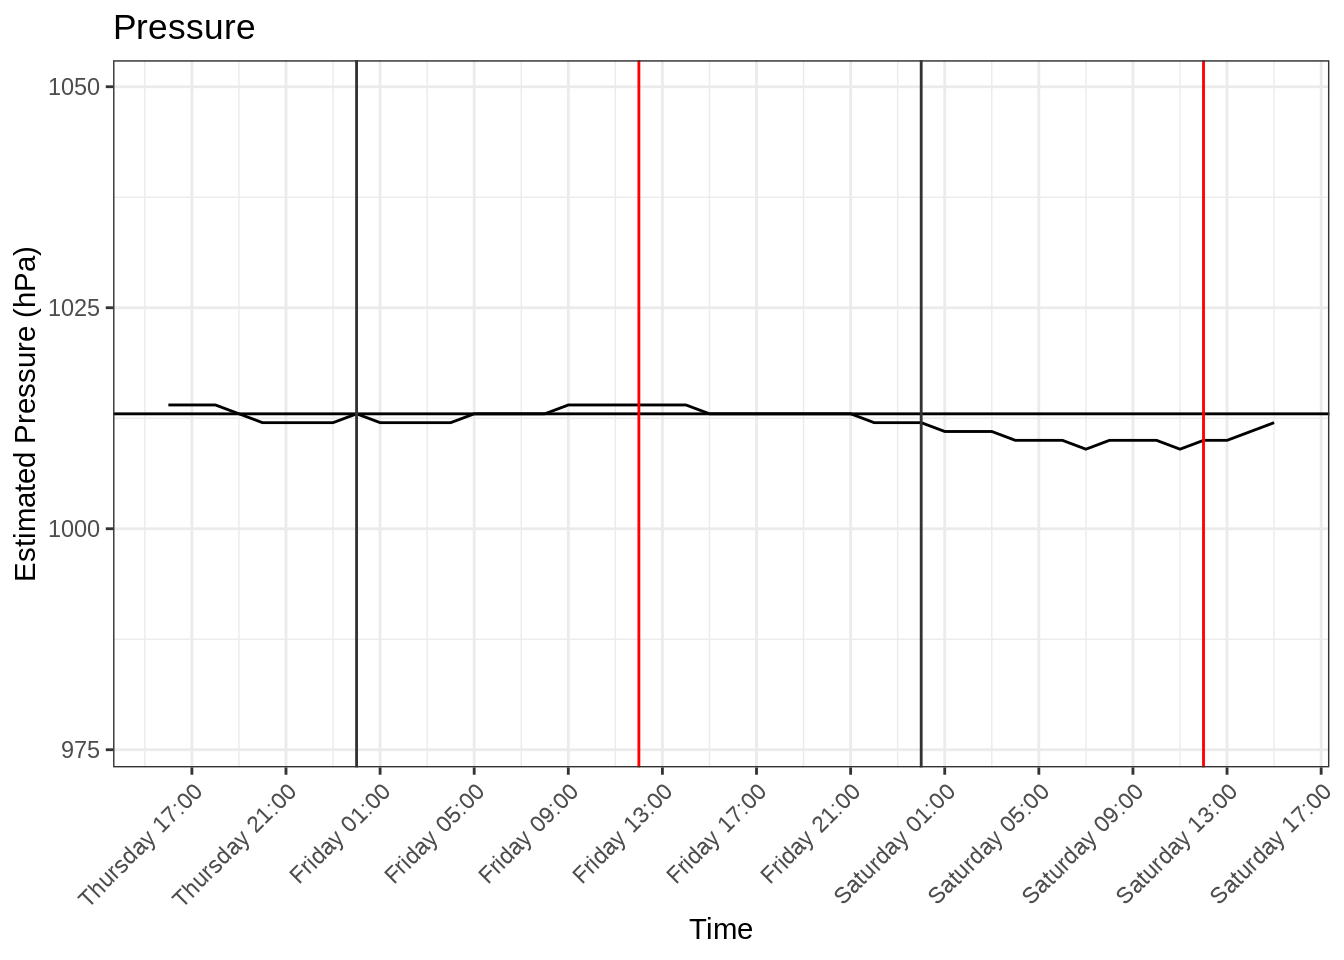 Pressure
Estimated Pressure (hPa)
1050
1025
1000
975
Thursday 17:00
Thursday 21:00
Friday 01:00
Friday 05:00
Friday 09:00
Friday 13:00
Friday 17:00
Friday 21:00
Saturday 01:00
Saturday 05:00
Saturday 09:00
Saturday 13:00
Saturday 17:00
Time